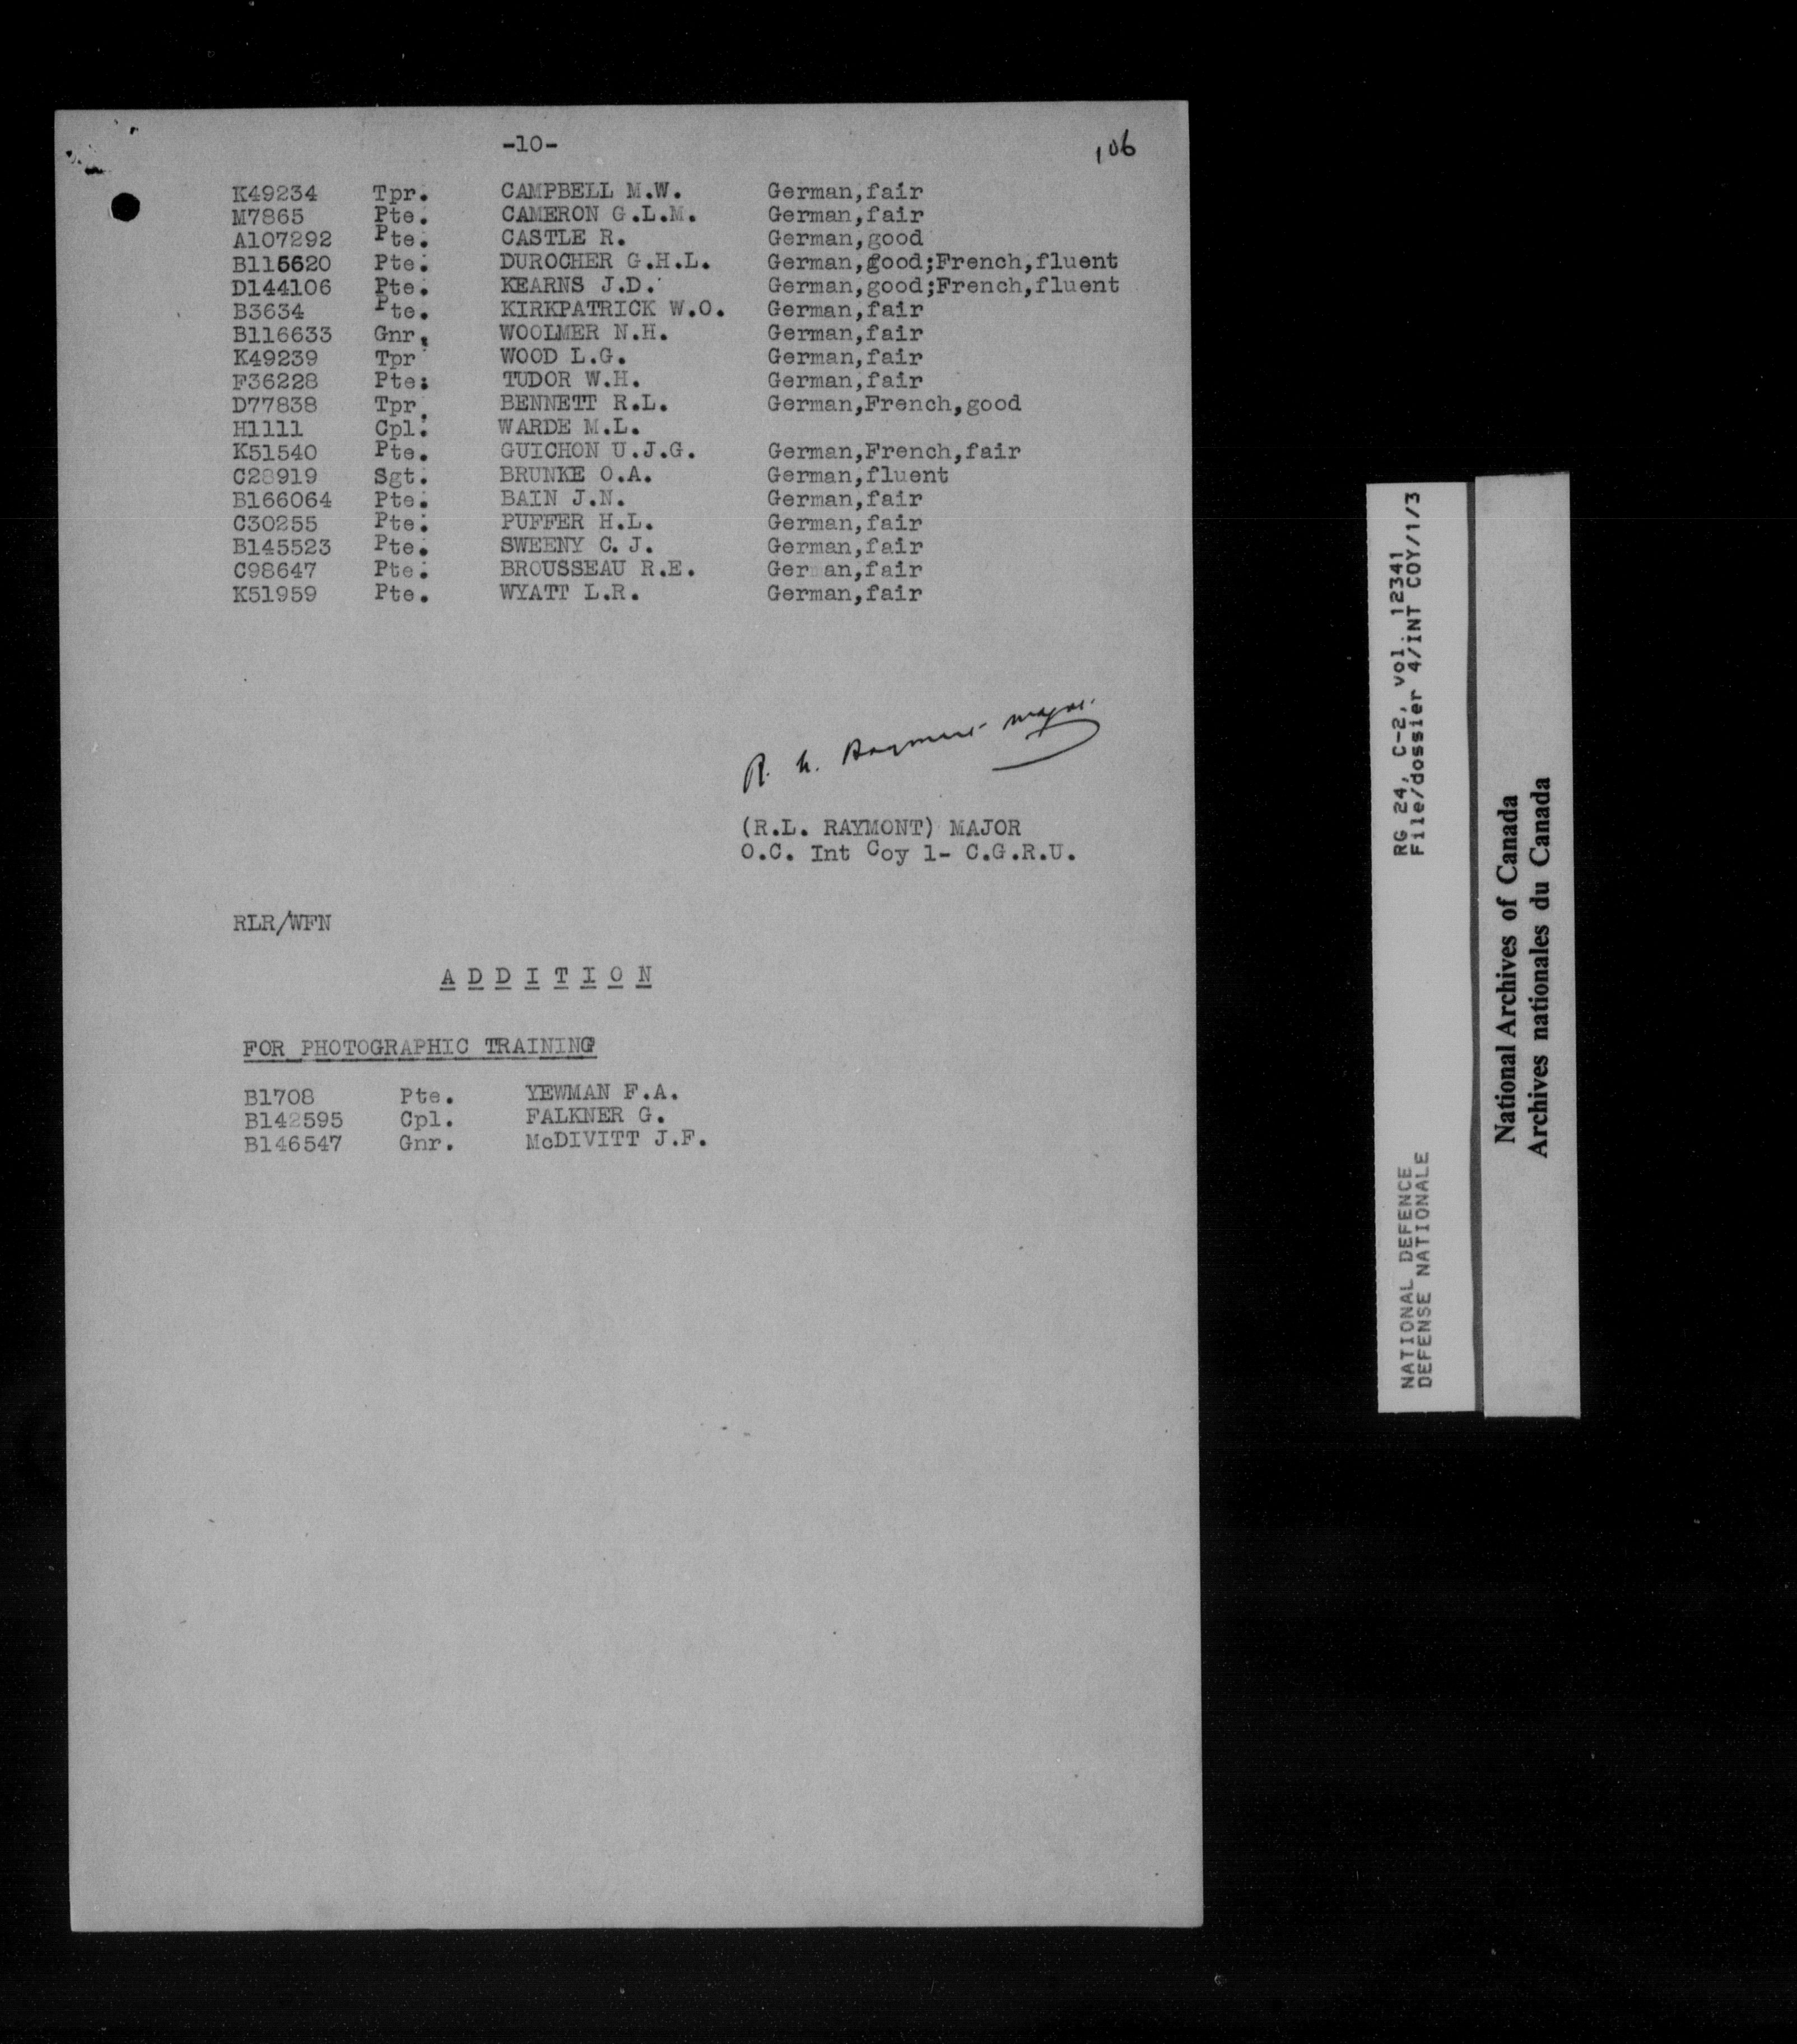 -10-
106
K49234 Tpr. CAMPBELL M.W. German,fair
M7865 Pte. CAMERON G.L.M. German,fair
A107292 Pte. CASTLE R. German,good
B115620 Pte. DUROCHER G.H.L. German,good;French,fluent
D144106 Pte. KEARNS J.D. German,good;French,fluent
B3634 Pte. KIRKPATRICK W.O. German,fair
B116633 Gnr. WOOLMER N.H. German,fair
K49239 Tpr WOOD L.G. German,fair
F36228 Pte: TUDOR W.H. German,fair
D77838 Tpr. BENNETT R.L. German,French,good
H1111 Cpl. WARDE M.L.
K51540 Pte. GUICHON U.J.G. German,French,fair
C28919 Sgt. BRUNKE O.A. German,fluent
B166064 Pte. BAIN J.N. German,fair
C30255 Pte. PUFFER H.L. German,fair
B145523 Pte. SWEENY C. J. German,fair
C98647 Pte. BROUSSEAU R.E. Ger an,fair
K51959 Pte. WYATT L.R. German,fair
R. L. Raymont Major.
(R.L. RAYMONT) MAJOR
O.C. Int Coy 1- C.G.R.U.
RLR/WFN
A D D I T I O N
FOR PHOTOGRAPHIC TRAINING
B1708 Pte. YEWMAN F.A.
B142595 Cpl. FALKNER G.
B146547 Gnr. McDIVITT J.F.
NATIONAL DEFENCE RG 24, C-2, vol. 12341
DEFENSE NATIONALE File/dossier 4/INT COY/1/3
National Archives of Canada
Archives nationales du Canada